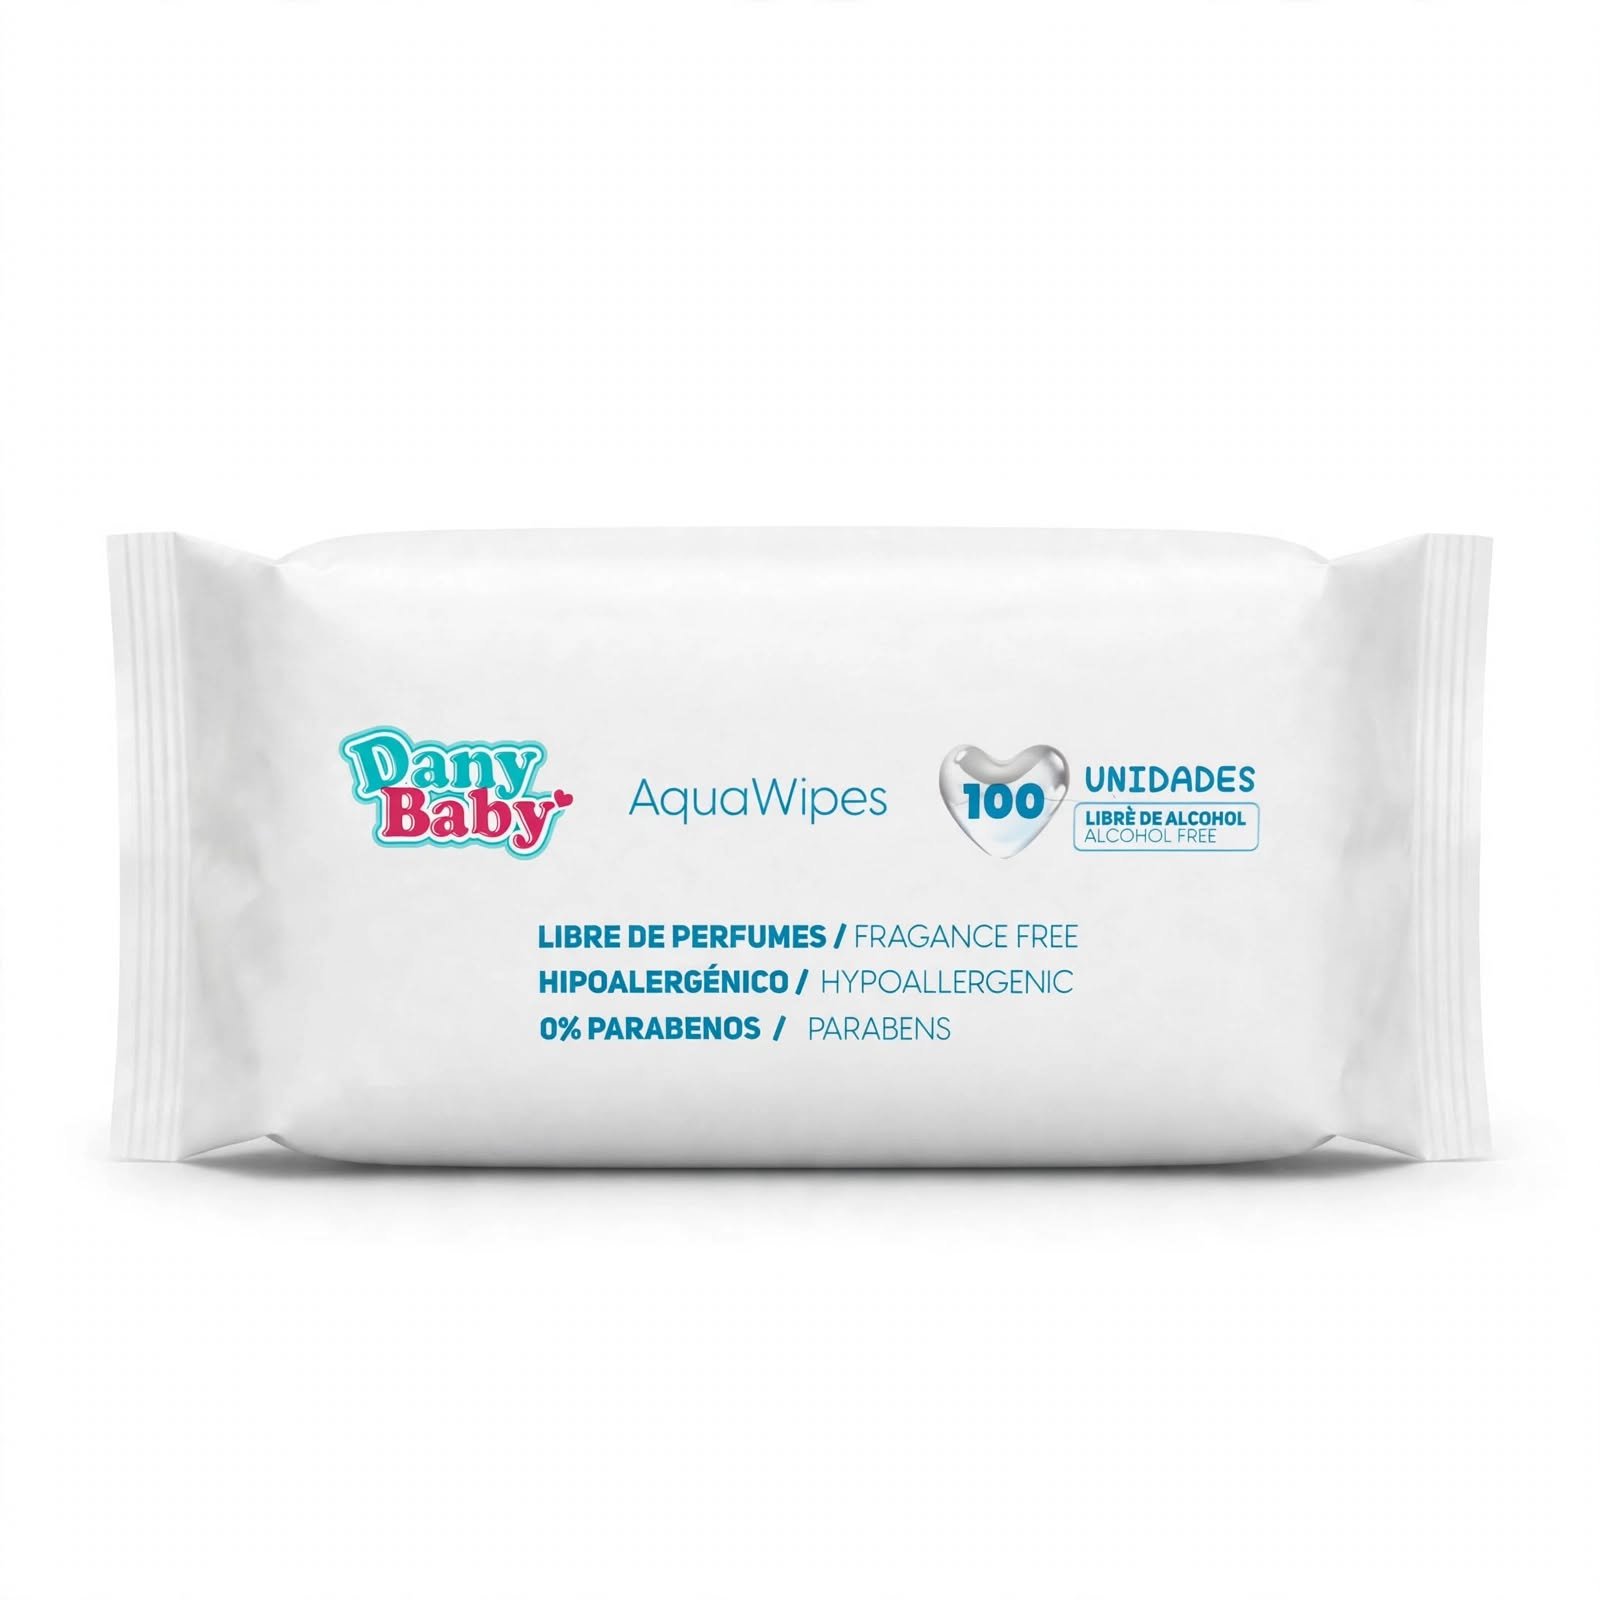 Dany
Baby
AquaWipes
100
UNIDADES
LIBRÈ DE ALCOHOL
ALCOHOL FREE
LIBRE DE PERFUMES / FRAGANCE FREE
HIPOALERGÉNICO / HYPOALLERGENIC
0% PARABENOS / PARABENS